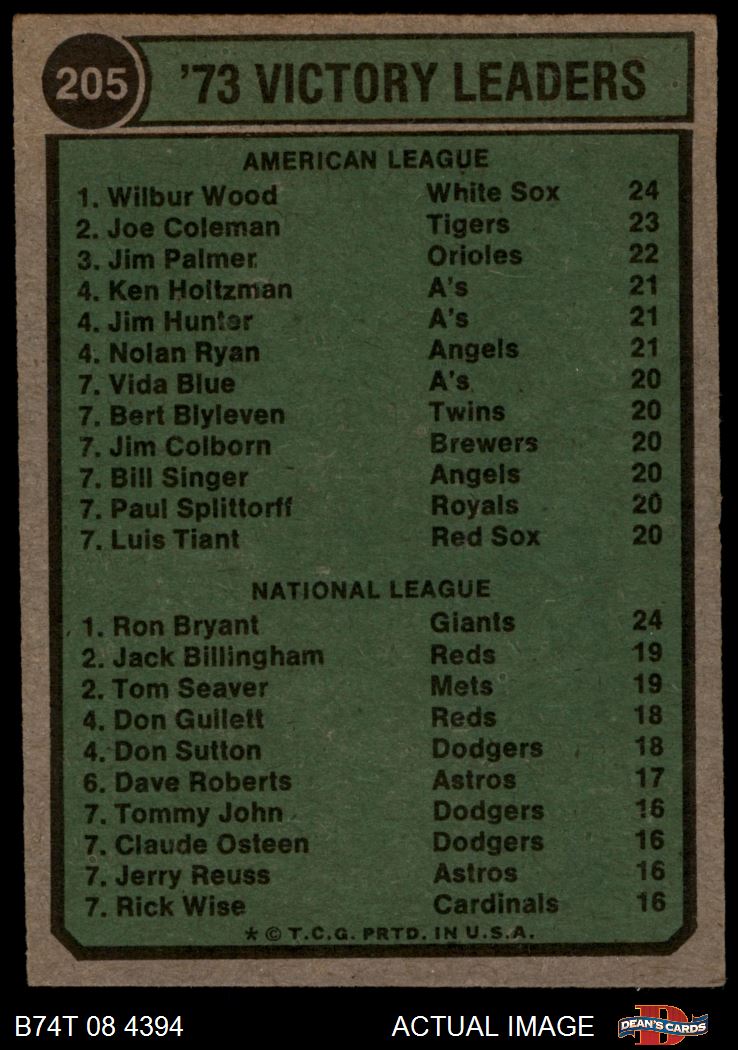 205
'73 VICTORY LEADERS
AMERICAN LEAGUE
1. Wilbur Wood White Sox 24
2. Joe Coleman Tigers 23
3. Jim Palmer Orioles 22
4. Ken Holtzman A's 21
4. Jim Hunter A's 21
4. Nolan Ryan Angels 21
7. Vida Blue A's 20
7. Bert Blyleven Twins 20
7. Jim Colborn Brewers 20
7. Bill Singer Angels 20
7. Paul Splittorff Royals 20
7. Luis Tiant Red Sox 20
NATIONAL LEAGUE
1. Ron Bryant Giants 24
2. Jack Billingham Reds 19
2. Tom Seaver Mets 19
4. Don Gullett Reds 18
4. Don Sutton Dodgers 18
6. Dave Roberts Astros 17
7. Tommy John Dodgers 16
7. Claude Osteen Dodgers 16
7. Jerry Reuss Astros 16
7. Rick Wise Cardinals 16
* © T.C.G. PRTD. IN U.S.A.
B74T 08 4394 ACTUAL IMAGE
D
DEAN'S CARDS